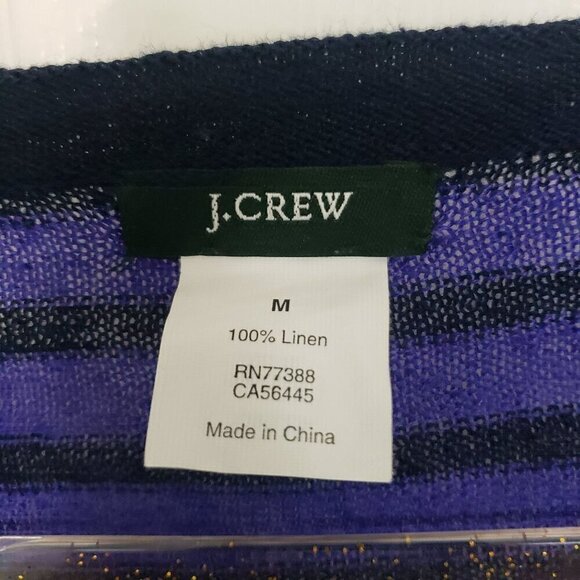 J.CREW
M
100% Linen
RN77388
CA56445
Made in China